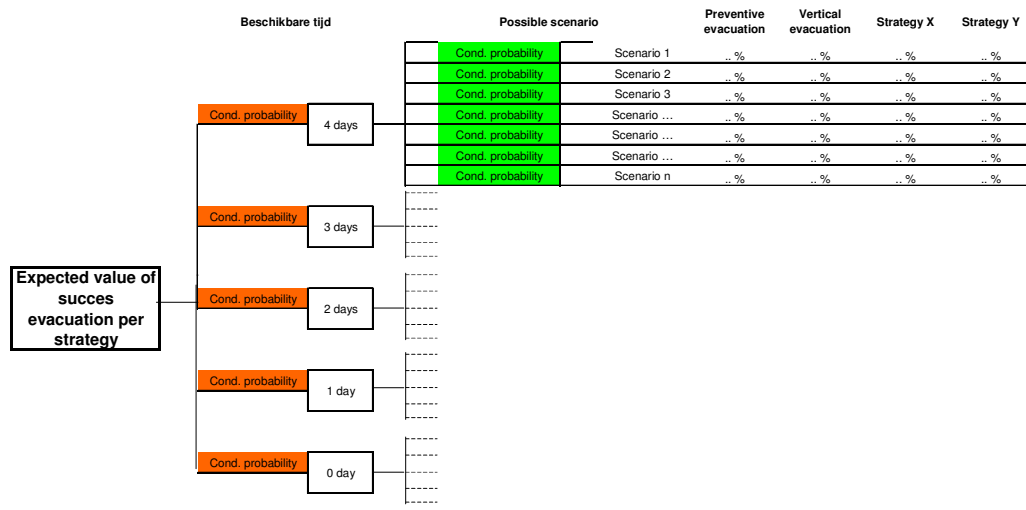 Beschikbare tijd Possible scenario Preventive evacuation Vertical evacuation Strategy X Strategy Y
Cond. probability Scenario 1 .. % .. % .. % .. %
Cond. probability Scenario 2 .. % .. % .. % .. %
Cond. probability Scenario 3 .. % .. % .. % .. %
Cond. probability 4 days Cond. probability Scenario ... .. % .. % .. % .. %
Cond. probability Scenario ... .. % .. % .. % .. %
Cond. probability Scenario ... .. % .. % .. % .. %
Cond. probability Scenario n .. % .. % .. % .. %
Cond. probability 3 days
Expected value of
succes
evacuation per
strategy
Cond. probability 2 days
Cond. probability 1 day
Cond. probability 0 day